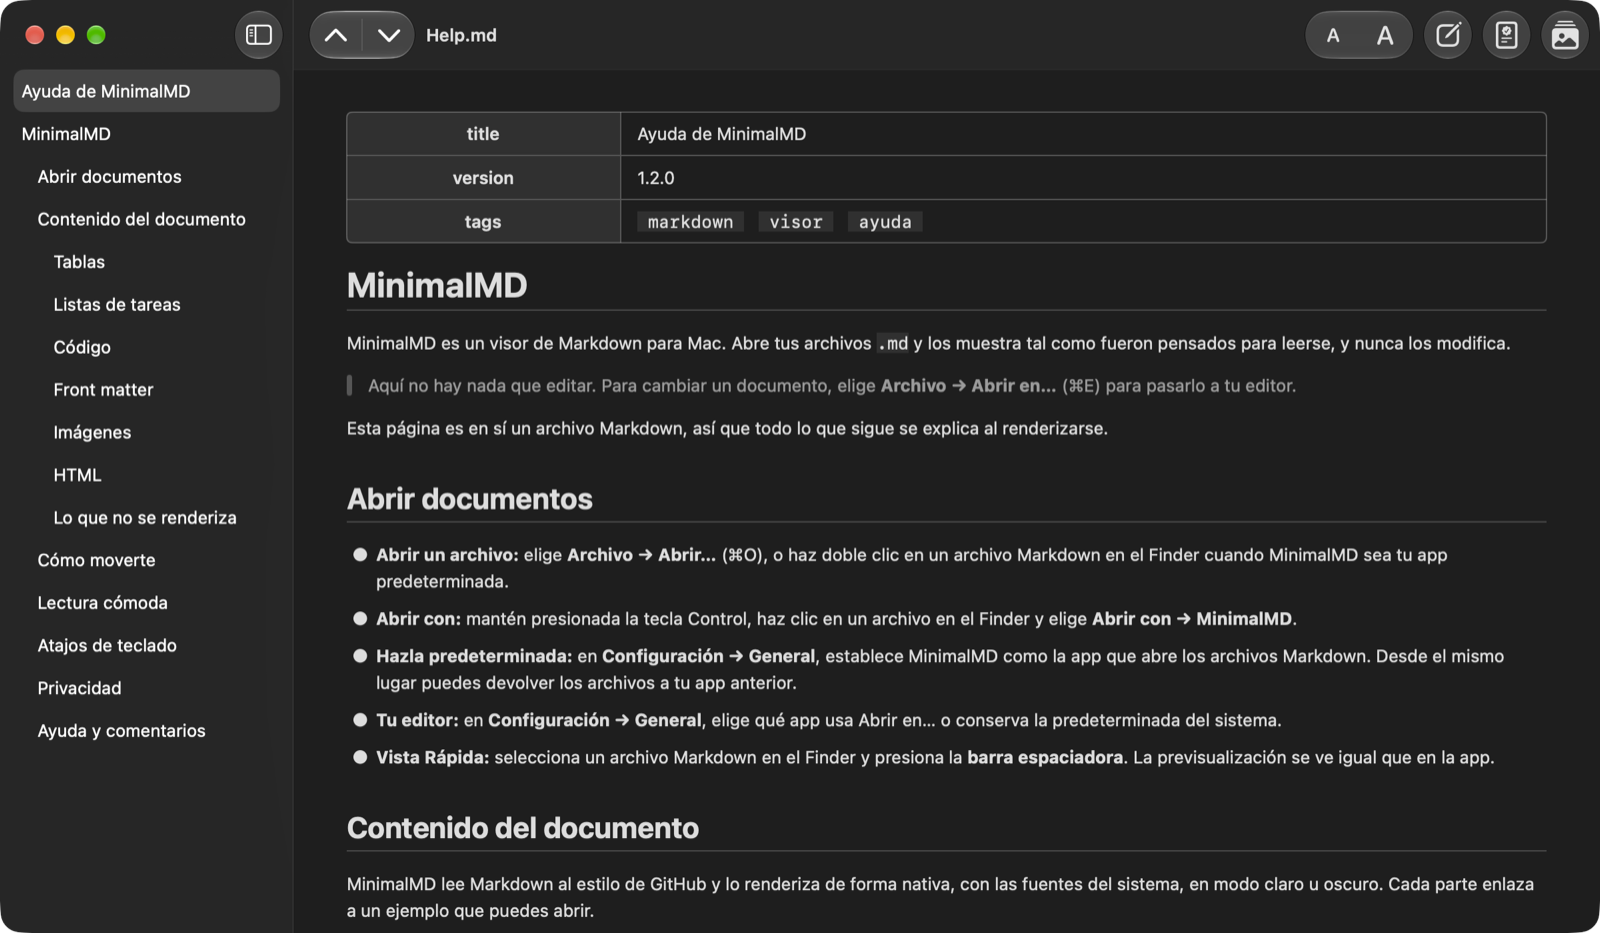 Help.md
A A
Ayuda de MinimalMD
MinimalMD
Abrir documentos
Contenido del documento
Tablas
Listas de tareas
Código
Front matter
Imágenes
HTML
Lo que no se renderiza
Cómo moverte
Lectura cómoda
Atajos de teclado
Privacidad
Ayuda y comentarios
title Ayuda de MinimalMD
version 1.2.0
tags markdown visor ayuda
MinimalMD
MinimalMD es un visor de Markdown para Mac. Abre tus archivos .md y los muestra tal como fueron pensados para leerse, y nunca los modifica.
Aquí no hay nada que editar. Para cambiar un documento, elige Archivo → Abrir en… (⌘E) para pasarlo a tu editor.
Esta página es en sí un archivo Markdown, así que todo lo que sigue se explica al renderizarse.
Abrir documentos
● Abrir un archivo: elige Archivo → Abrir… (⌘O), o haz doble clic en un archivo Markdown en el Finder cuando MinimalMD sea tu app
predeterminada.
● Abrir con: mantén presionada la tecla Control, haz clic en un archivo en el Finder y elige Abrir con → MinimalMD.
● Hazla predeterminada: en Configuración → General, establece MinimalMD como la app que abre los archivos Markdown. Desde el mismo
lugar puedes devolver los archivos a tu app anterior.
● Tu editor: en Configuración → General, elige qué app usa Abrir en… o conserva la predeterminada del sistema.
● Vista Rápida: selecciona un archivo Markdown en el Finder y presiona la barra espaciadora. La previsualización se ve igual que en la app.
Contenido del documento
MinimalMD lee Markdown al estilo de GitHub y lo renderiza de forma nativa, con las fuentes del sistema, en modo claro u oscuro. Cada parte enlaza
a un ejemplo que puedes abrir.